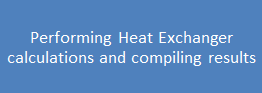 Performing Heat Exchanger
calculations and compiling results